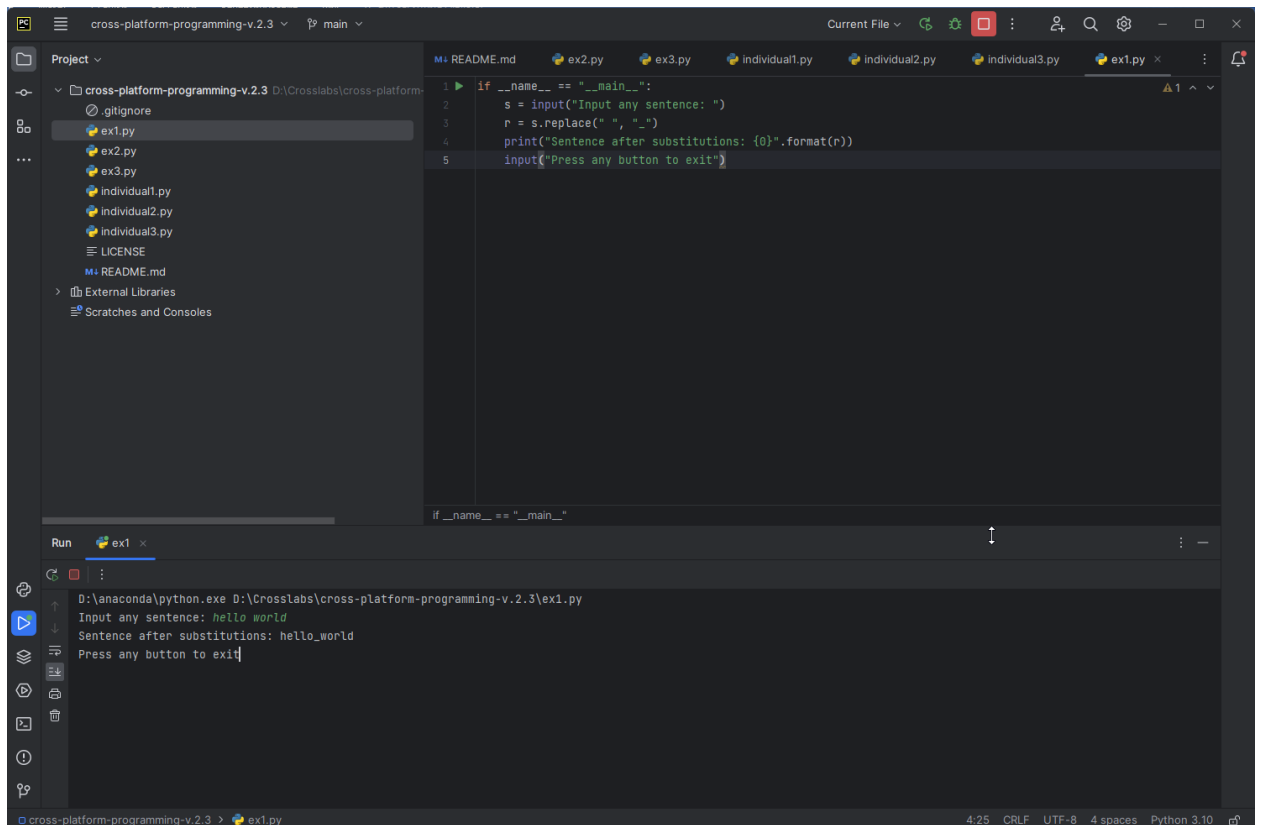 PC cross-platform-programming-v.2.3 main Current File
Project
cross-platform-programming-v.2.3 D:\Crosslabs\cross-platform-
.gitignore
ex1.py
ex2.py
ex3.py
individual1.py
individual2.py
individual3.py
LICENSE
M↓ README.md
External Libraries
Scratches and Consoles
M↓ README.md ex2.py ex3.py individual1.py individual2.py individual3.py ex1.py
1 if __name__ == "__main__": 1
2 s = input("Input any sentence: ")
3 r = s.replace(" ", "_")
4 print("Sentence after substitutions: {0}".format(r))
5 input("Press any button to exit")
if __name__ == "__main__"
Run ex1
D:\anaconda\python.exe D:\Crosslabs\cross-platform-programming-v.2.3\ex1.py
Input any sentence: hello world
Sentence after substitutions: hello_world
Press any button to exit
cross-platform-programming-v.2.3 > ex1.py 4:25 CRLF UTF-8 4 spaces Python 3.10